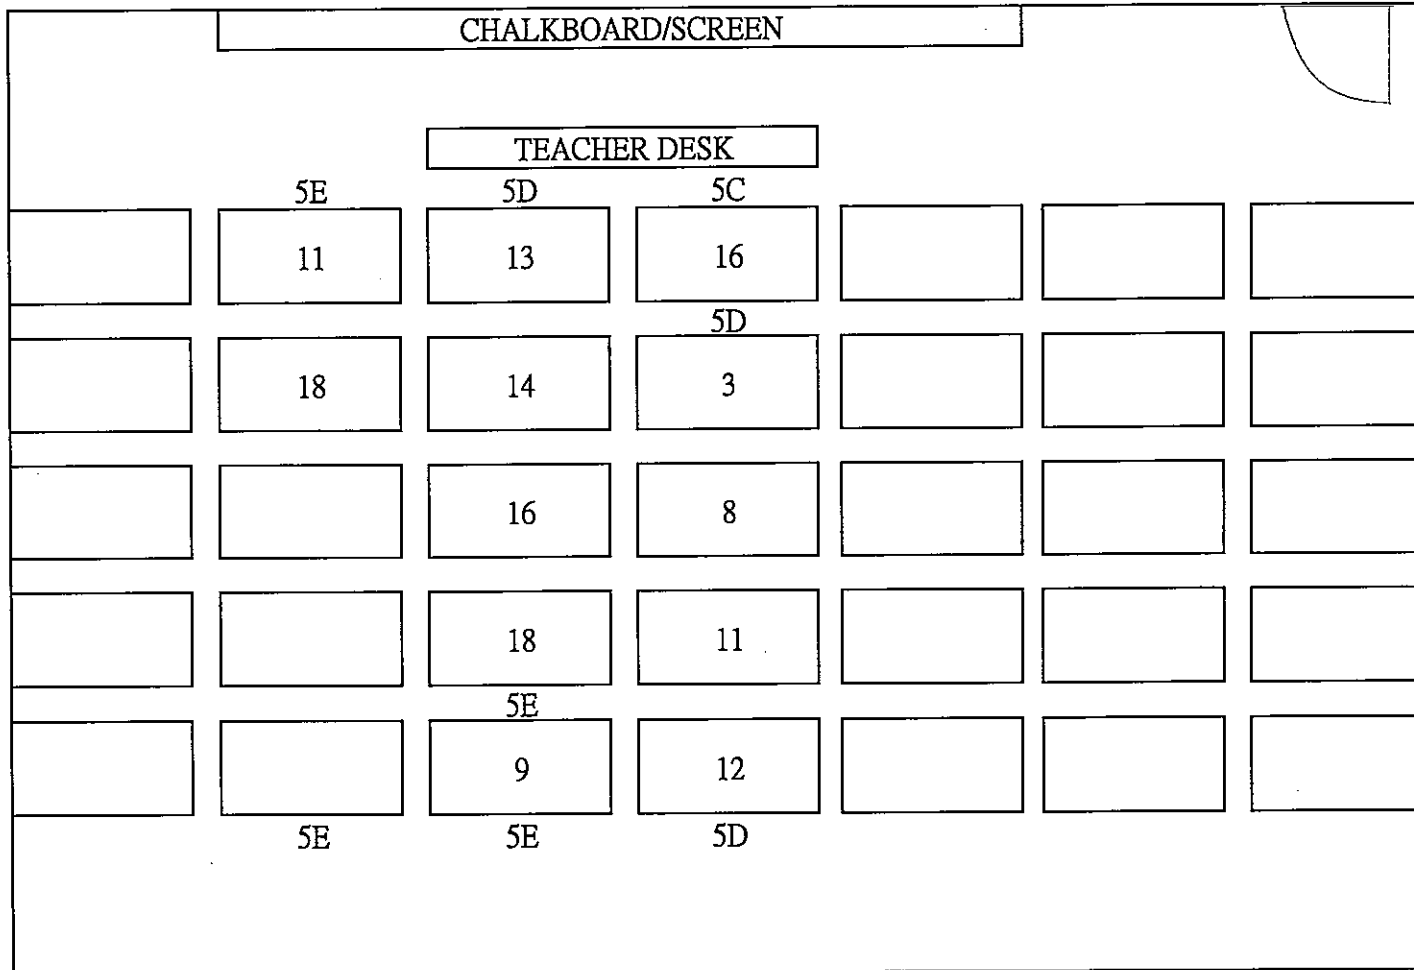 CHALKBOARD/SCREEN
TEACHER DESK
5E 5D 5C
11 13 16
5D
18 14 3
16 8
18 11
5E
9 12
5E 5E 5D